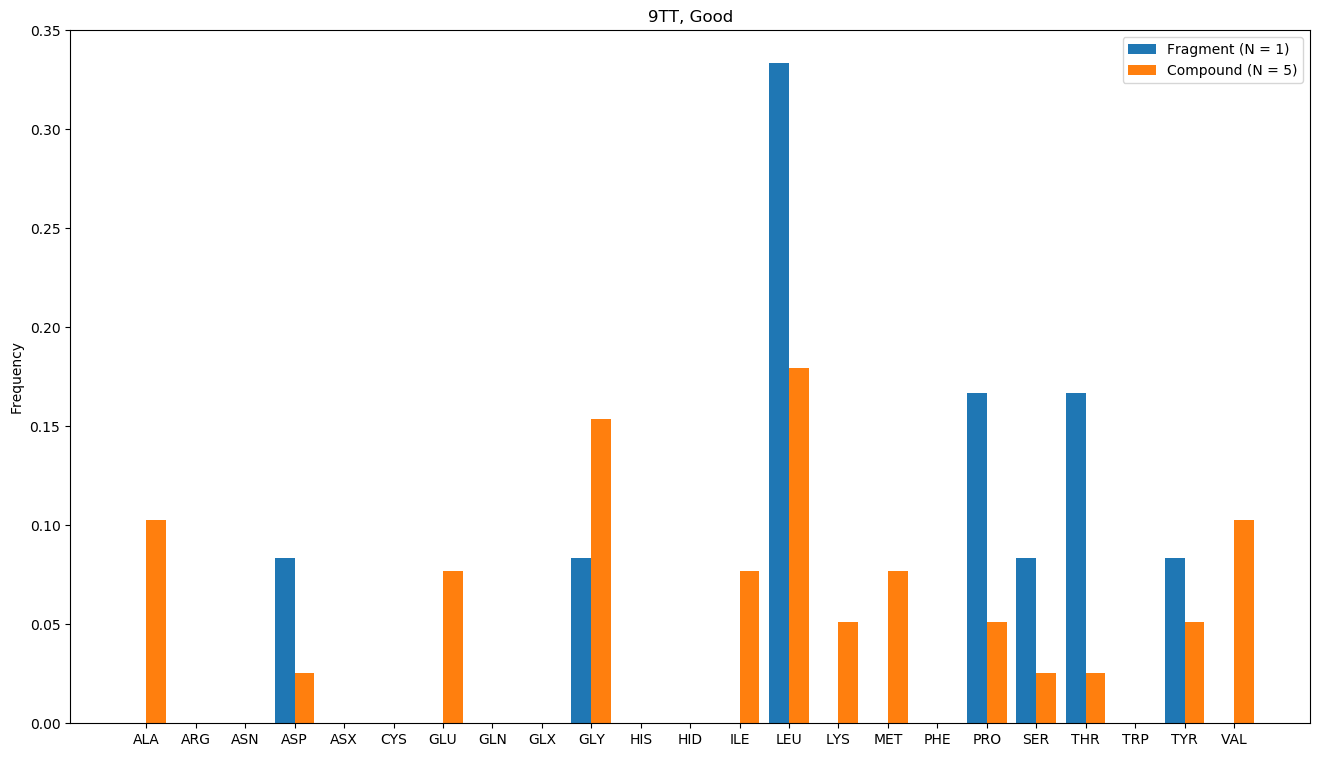 9TT, Good
Fragment (N = 1)
Compound (N = 5)
Frequency
0.35
0.30
0.25
0.20
0.15
0.10
0.05
0.00
ALA ARG ASN ASP ASX CYS GLU GLN GLX GLY HIS HID ILE LEU LYS MET PHE PRO SER THR TRP TYR VAL